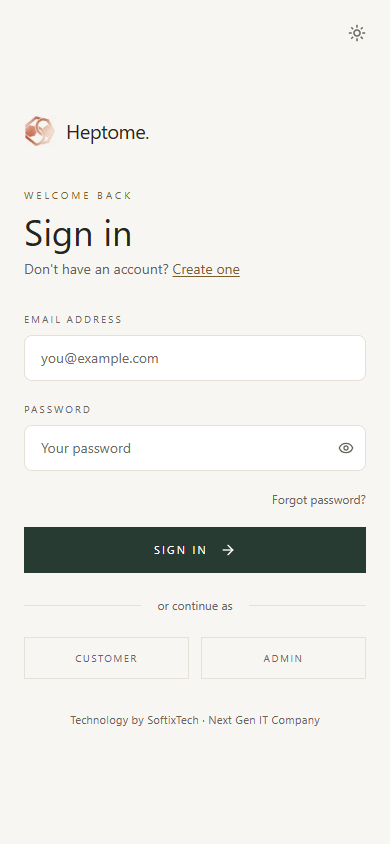 Heptome.
WELCOME BACK
Sign in
Don't have an account? Create one
EMAIL ADDRESS
you@example.com
PASSWORD
Your password
Forgot password?
SIGN IN
or continue as
CUSTOMER
ADMIN
Technology by SoftixTech · Next Gen IT Company